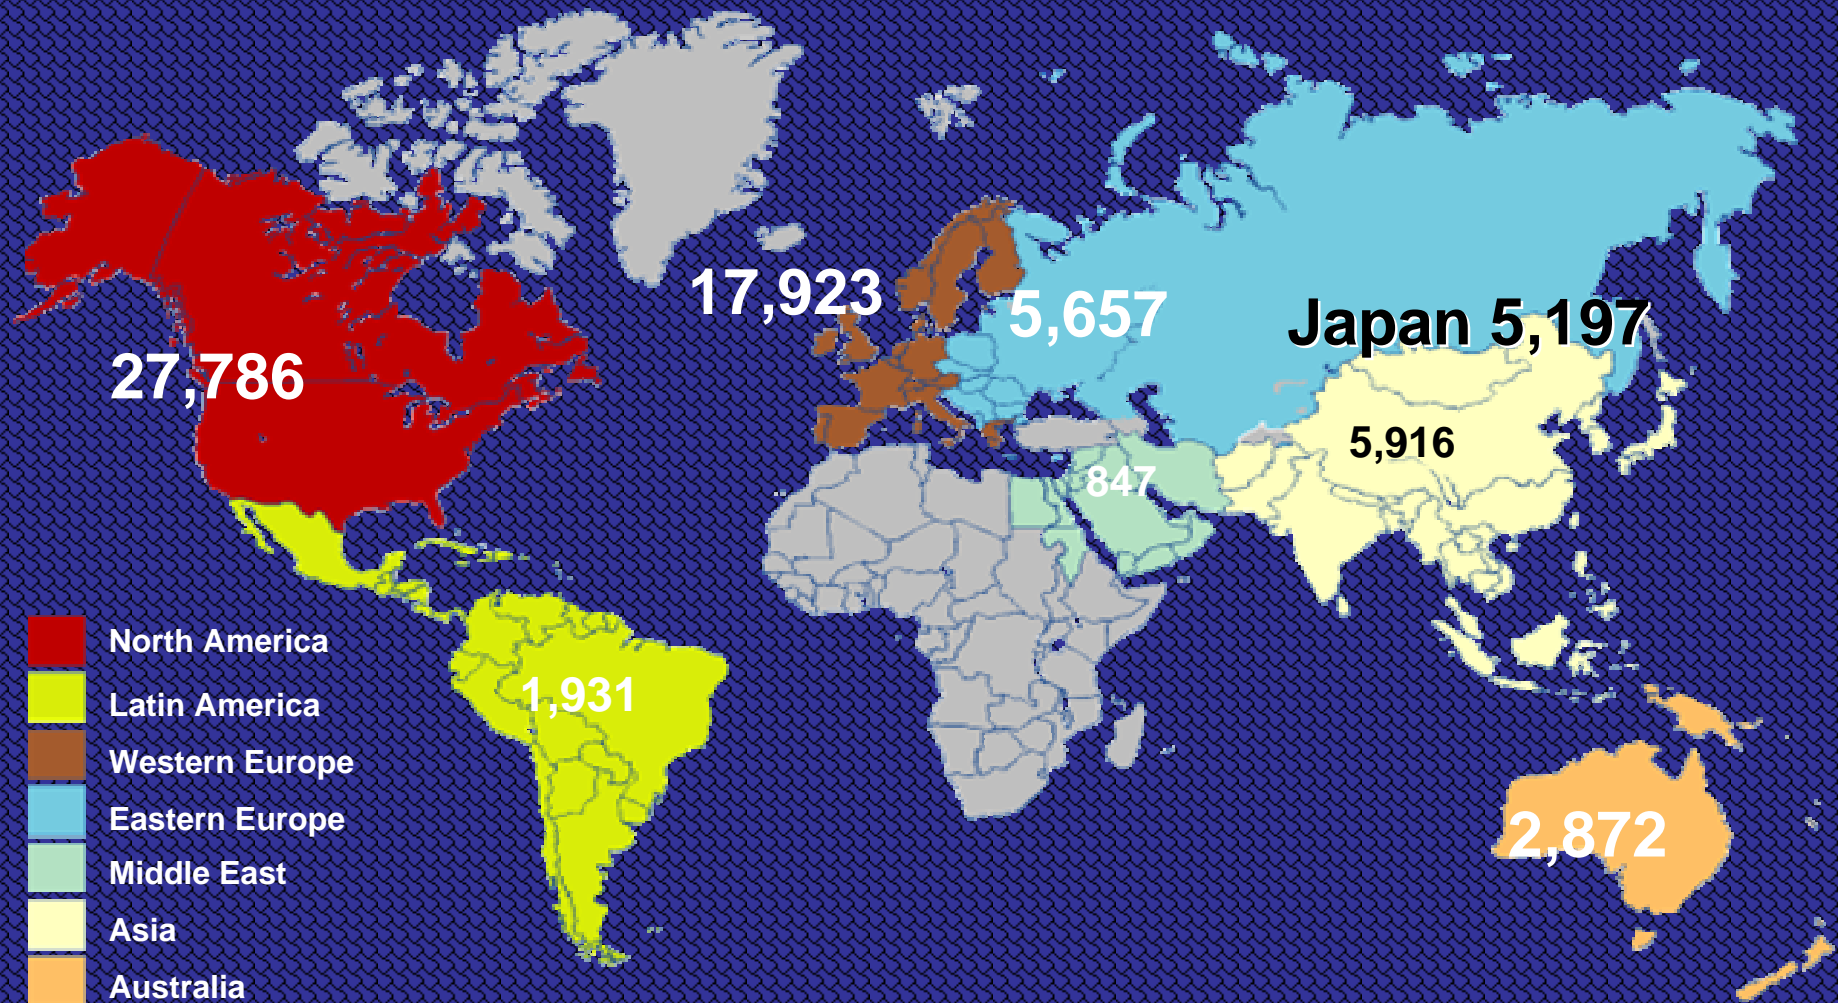 17,923
5,657
Japan 5,197
27,786
5,916
847
North America
Latin America
1,931
Western Europe
Eastern Europe
2,872
Middle East
Asia
Australia